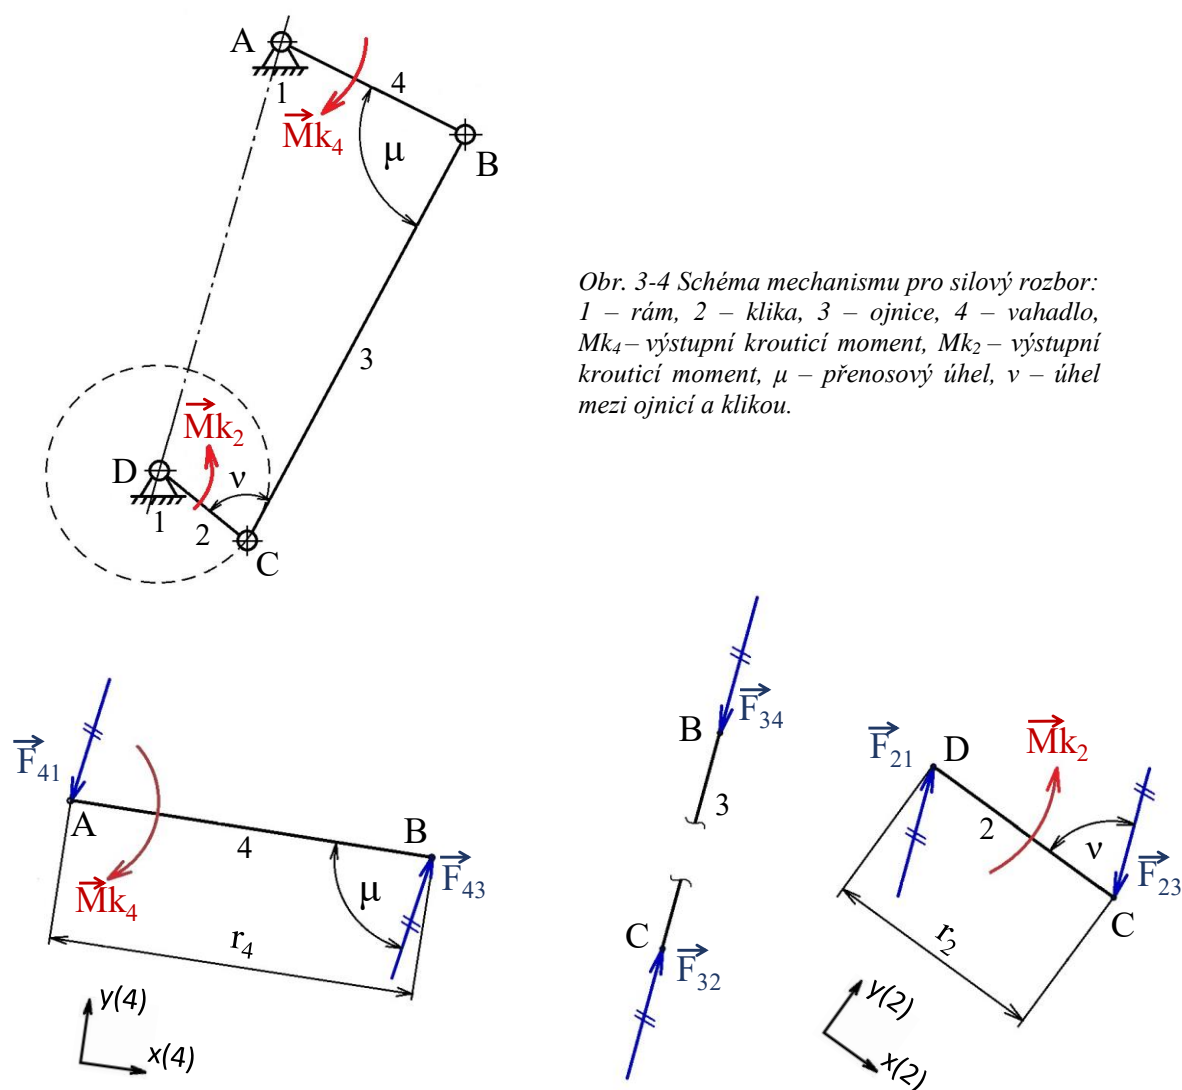 A
1
4
Mk₄
μ
B
3
Mk₂
D
ν
1
2
C
Obr. 3-4 Schéma mechanismu pro silový rozbor:
1 – rám, 2 – klika, 3 – ojnice, 4 – vahadlo,
Mk₄ – výstupní krouticí moment, Mk₂ – výstupní
krouticí moment, μ – přenosový úhel, ν – úhel
mezi ojnicí a klikou.
F₄₁
A
Mk₄
4
B
F₄₃
μ
r₄
y(4)
x(4)
F₃₄
B
3
C
F₃₂
F₂₁
D
Mk₂
2
ν
F₂₃
C
r₂
y(2)
x(2)